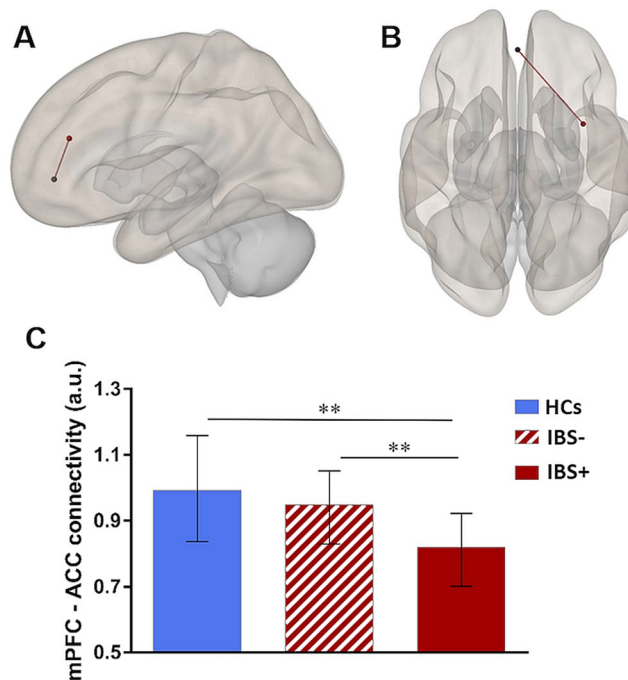 A
B
C
mPFC - ACC connectivity (a.u.)
1.3
1.1
0.9
0.7
0.5
**
**
HCs
IBS-
IBS+